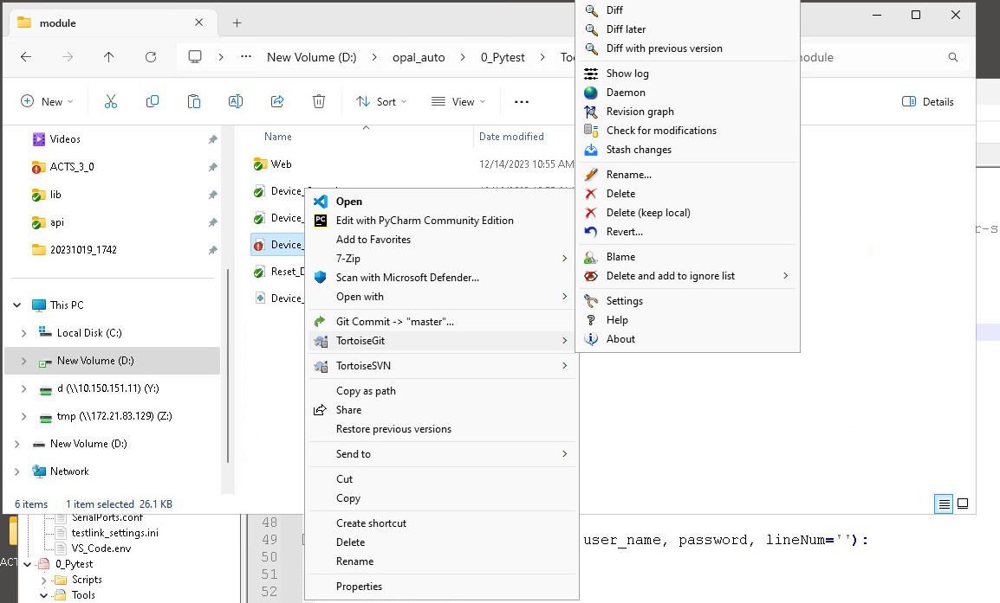 module
New Volume (D:)
opal_auto
0_Pytest
module
New
Sort
View
Details
Videos
ACTS_3_0
lib
api
20231019_1742
This PC
Local Disk (C:)
New Volume (D:)
d (\\10.150.151.11) (Y:)
tmp (\\172.21.83.129) (Z:)
New Volume (D:)
Network
6 items
1 item selected 26.1 KB
Name
Date modified
Web
12/14/2023 10:55 AM
Device_
Device_
Device_
Reset_D
Device_
Open
Edit with PyCharm Community Edition
Add to Favorites
7-Zip
Scan with Microsoft Defender...
Open with
Git Commit -> "master"...
TortoiseGit
TortoiseSVN
Copy as path
Share
Restore previous versions
Send to
Cut
Copy
Create shortcut
Delete
Rename
Properties
Diff
Diff later
Diff with previous version
Show log
Daemon
Revision graph
Check for modifications
Stash changes
Rename...
Delete
Delete (keep local)
Revert...
Blame
Delete and add to ignore list
Settings
Help
About
r-s
SerialPorts.conf
testlink_settings.ini
VS_Code.env
0_Pytest
Scripts
Tools
ACT
48
49
50
51
52
user_name, password, lineNum=''):